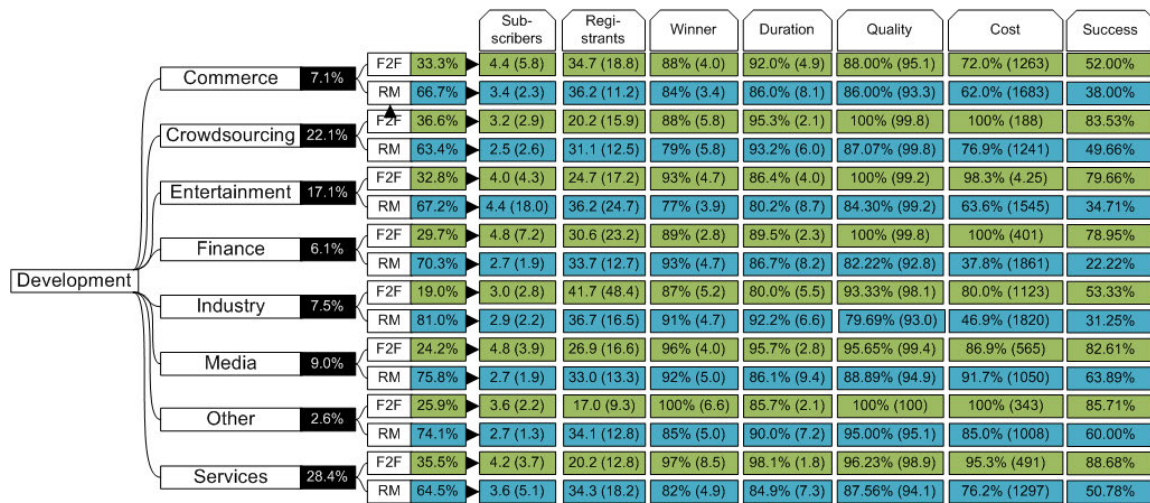 Sub-scribers Regi-strants Winner Duration Quality Cost Success
Development
Commerce 7.1%
F2F 33.3% 4.4 (5.8) 34.7 (18.8) 88% (4.0) 92.0% (4.9) 88.00% (95.1) 72.0% (1263) 52.00%
RM 66.7% 3.4 (2.3) 36.2 (11.2) 84% (3.4) 86.0% (8.1) 86.00% (93.3) 62.0% (1683) 38.00%
Crowdsourcing 22.1%
F2F 36.6% 3.2 (2.9) 20.2 (15.9) 88% (5.8) 95.3% (2.1) 100% (99.8) 100% (188) 83.53%
RM 63.4% 2.5 (2.6) 31.1 (12.5) 79% (5.8) 93.2% (6.0) 87.07% (99.8) 76.9% (1241) 49.66%
Entertainment 17.1%
F2F 32.8% 4.0 (4.3) 24.7 (17.2) 93% (4.7) 86.4% (4.0) 100% (99.2) 98.3% (4.25) 79.66%
RM 67.2% 4.4 (18.0) 36.2 (24.7) 77% (3.9) 80.2% (8.7) 84.30% (99.2) 63.6% (1545) 34.71%
Finance 6.1%
F2F 29.7% 4.8 (7.2) 30.6 (23.2) 89% (2.8) 89.5% (2.3) 100% (99.8) 100% (401) 78.95%
RM 70.3% 2.7 (1.9) 33.7 (12.7) 93% (4.7) 86.7% (8.2) 82.22% (92.8) 37.8% (1861) 22.22%
Industry 7.5%
F2F 19.0% 3.0 (2.8) 41.7 (48.4) 87% (5.2) 80.0% (5.5) 93.33% (98.1) 80.0% (1123) 53.33%
RM 81.0% 2.9 (2.2) 36.7 (16.5) 91% (4.7) 92.2% (6.6) 79.69% (93.0) 46.9% (1820) 31.25%
Media 9.0%
F2F 24.2% 4.8 (3.9) 26.9 (16.6) 96% (4.0) 95.7% (2.8) 95.65% (99.4) 86.9% (565) 82.61%
RM 75.8% 2.7 (1.9) 33.0 (13.3) 92% (5.0) 86.1% (9.4) 88.89% (94.9) 91.7% (1050) 63.89%
Other 2.6%
F2F 25.9% 3.6 (2.2) 17.0 (9.3) 100% (6.6) 85.7% (2.1) 100% (100) 100% (343) 85.71%
RM 74.1% 2.7 (1.3) 34.1 (12.8) 85% (5.0) 90.0% (7.2) 95.00% (95.1) 85.0% (1008) 60.00%
Services 28.4%
F2F 35.5% 4.2 (3.7) 20.2 (12.8) 97% (8.5) 98.1% (1.8) 96.23% (98.9) 95.3% (491) 88.68%
RM 64.5% 3.6 (5.1) 34.3 (18.2) 82% (4.9) 84.9% (7.3) 87.56% (94.1) 76.2% (1297) 50.78%